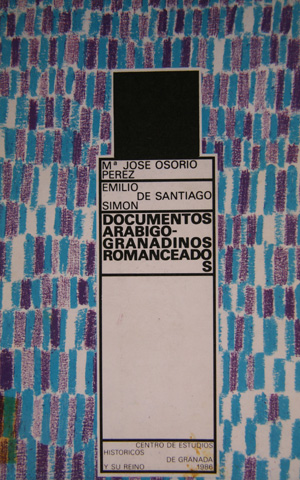 Mª JOSE OSORIO
PEREZ
EMILIO
DE SANTIAGO
SIMON
DOCUMENTOS
ARABIGO-
GRANADINOS
ROMANCEADO
S
CENTRO DE ESTUDIOS
HISTORICOS
DE GRANADA
Y SU REINO 1986